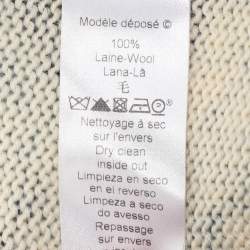 Modèle déposé ©
100%
Laine-Wool
Lana-Lã
毛
Nettoyage à sec
sur l'envers
Dry clean
inside out
Limpieza en seco
en el reverso
Limpeza a seco
do avesso
Repassage
sur envers